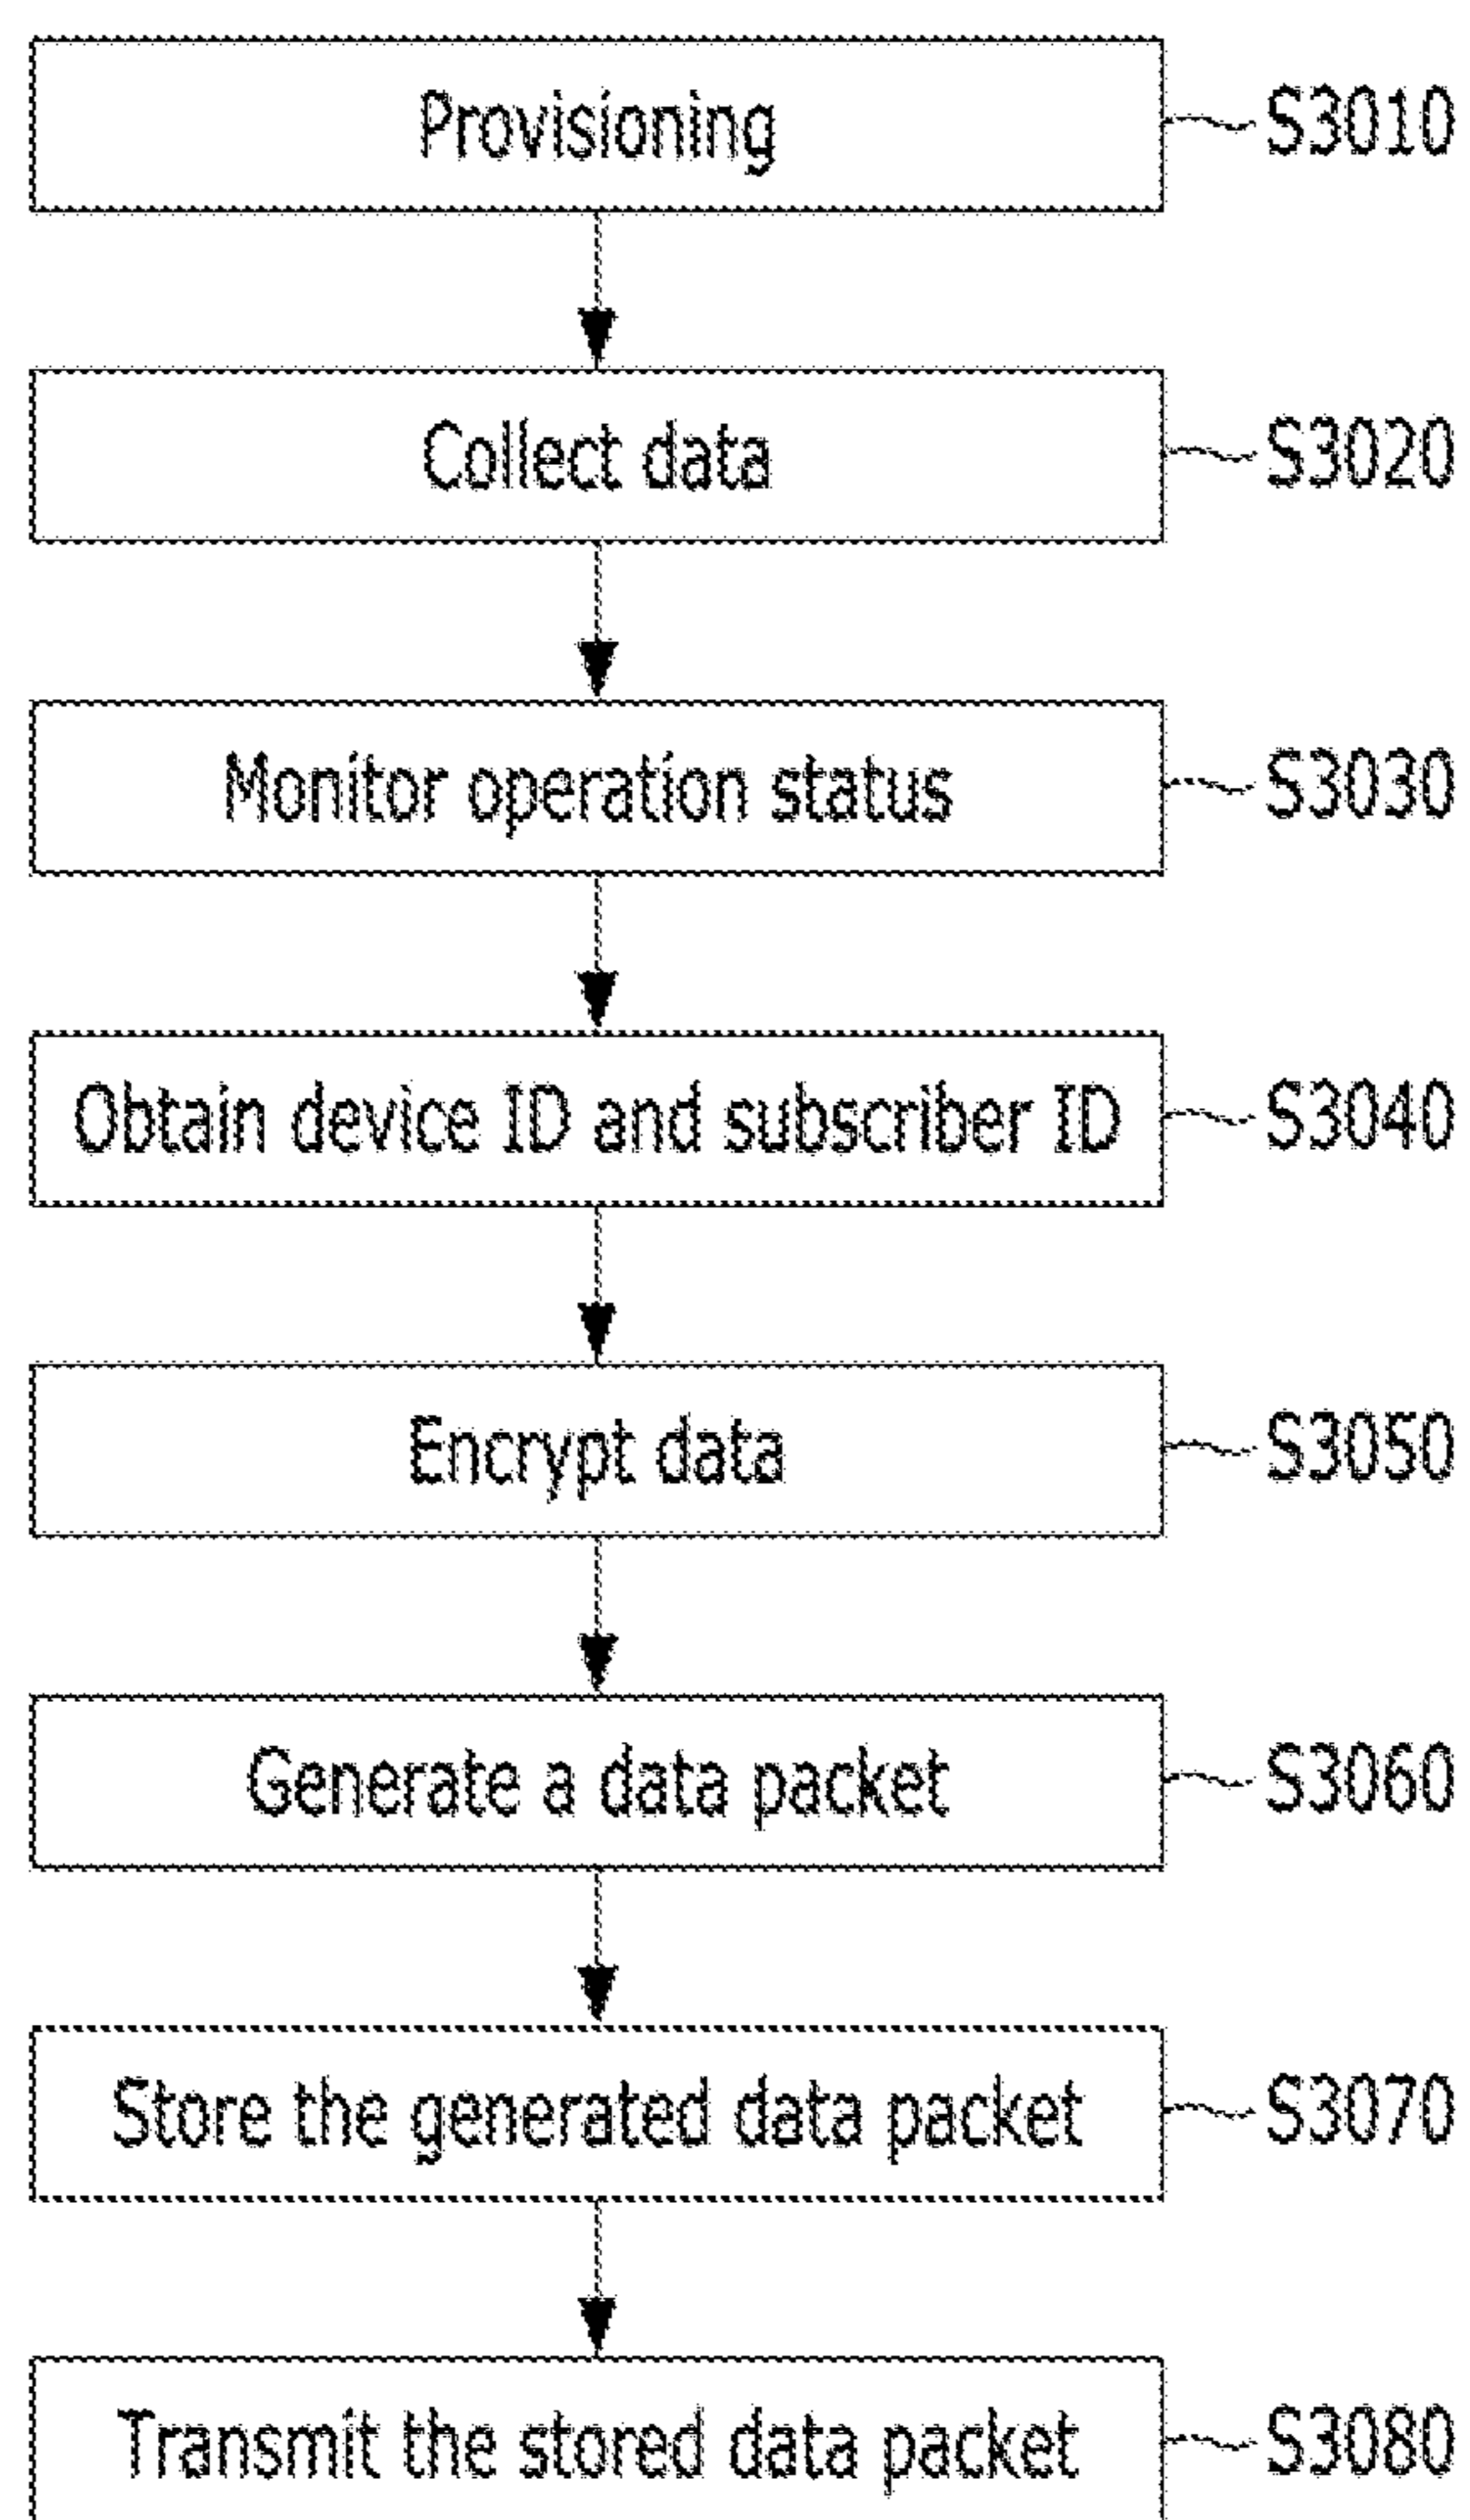 Provisioning S3010
Collect data S3020
Monitor operation status S3030
Obtain device ID and subscriber ID S3040
Encrypt data S3050
Generate a data packet S3060
Store the generated data packet S3070
Transmit the stored data packet S3080